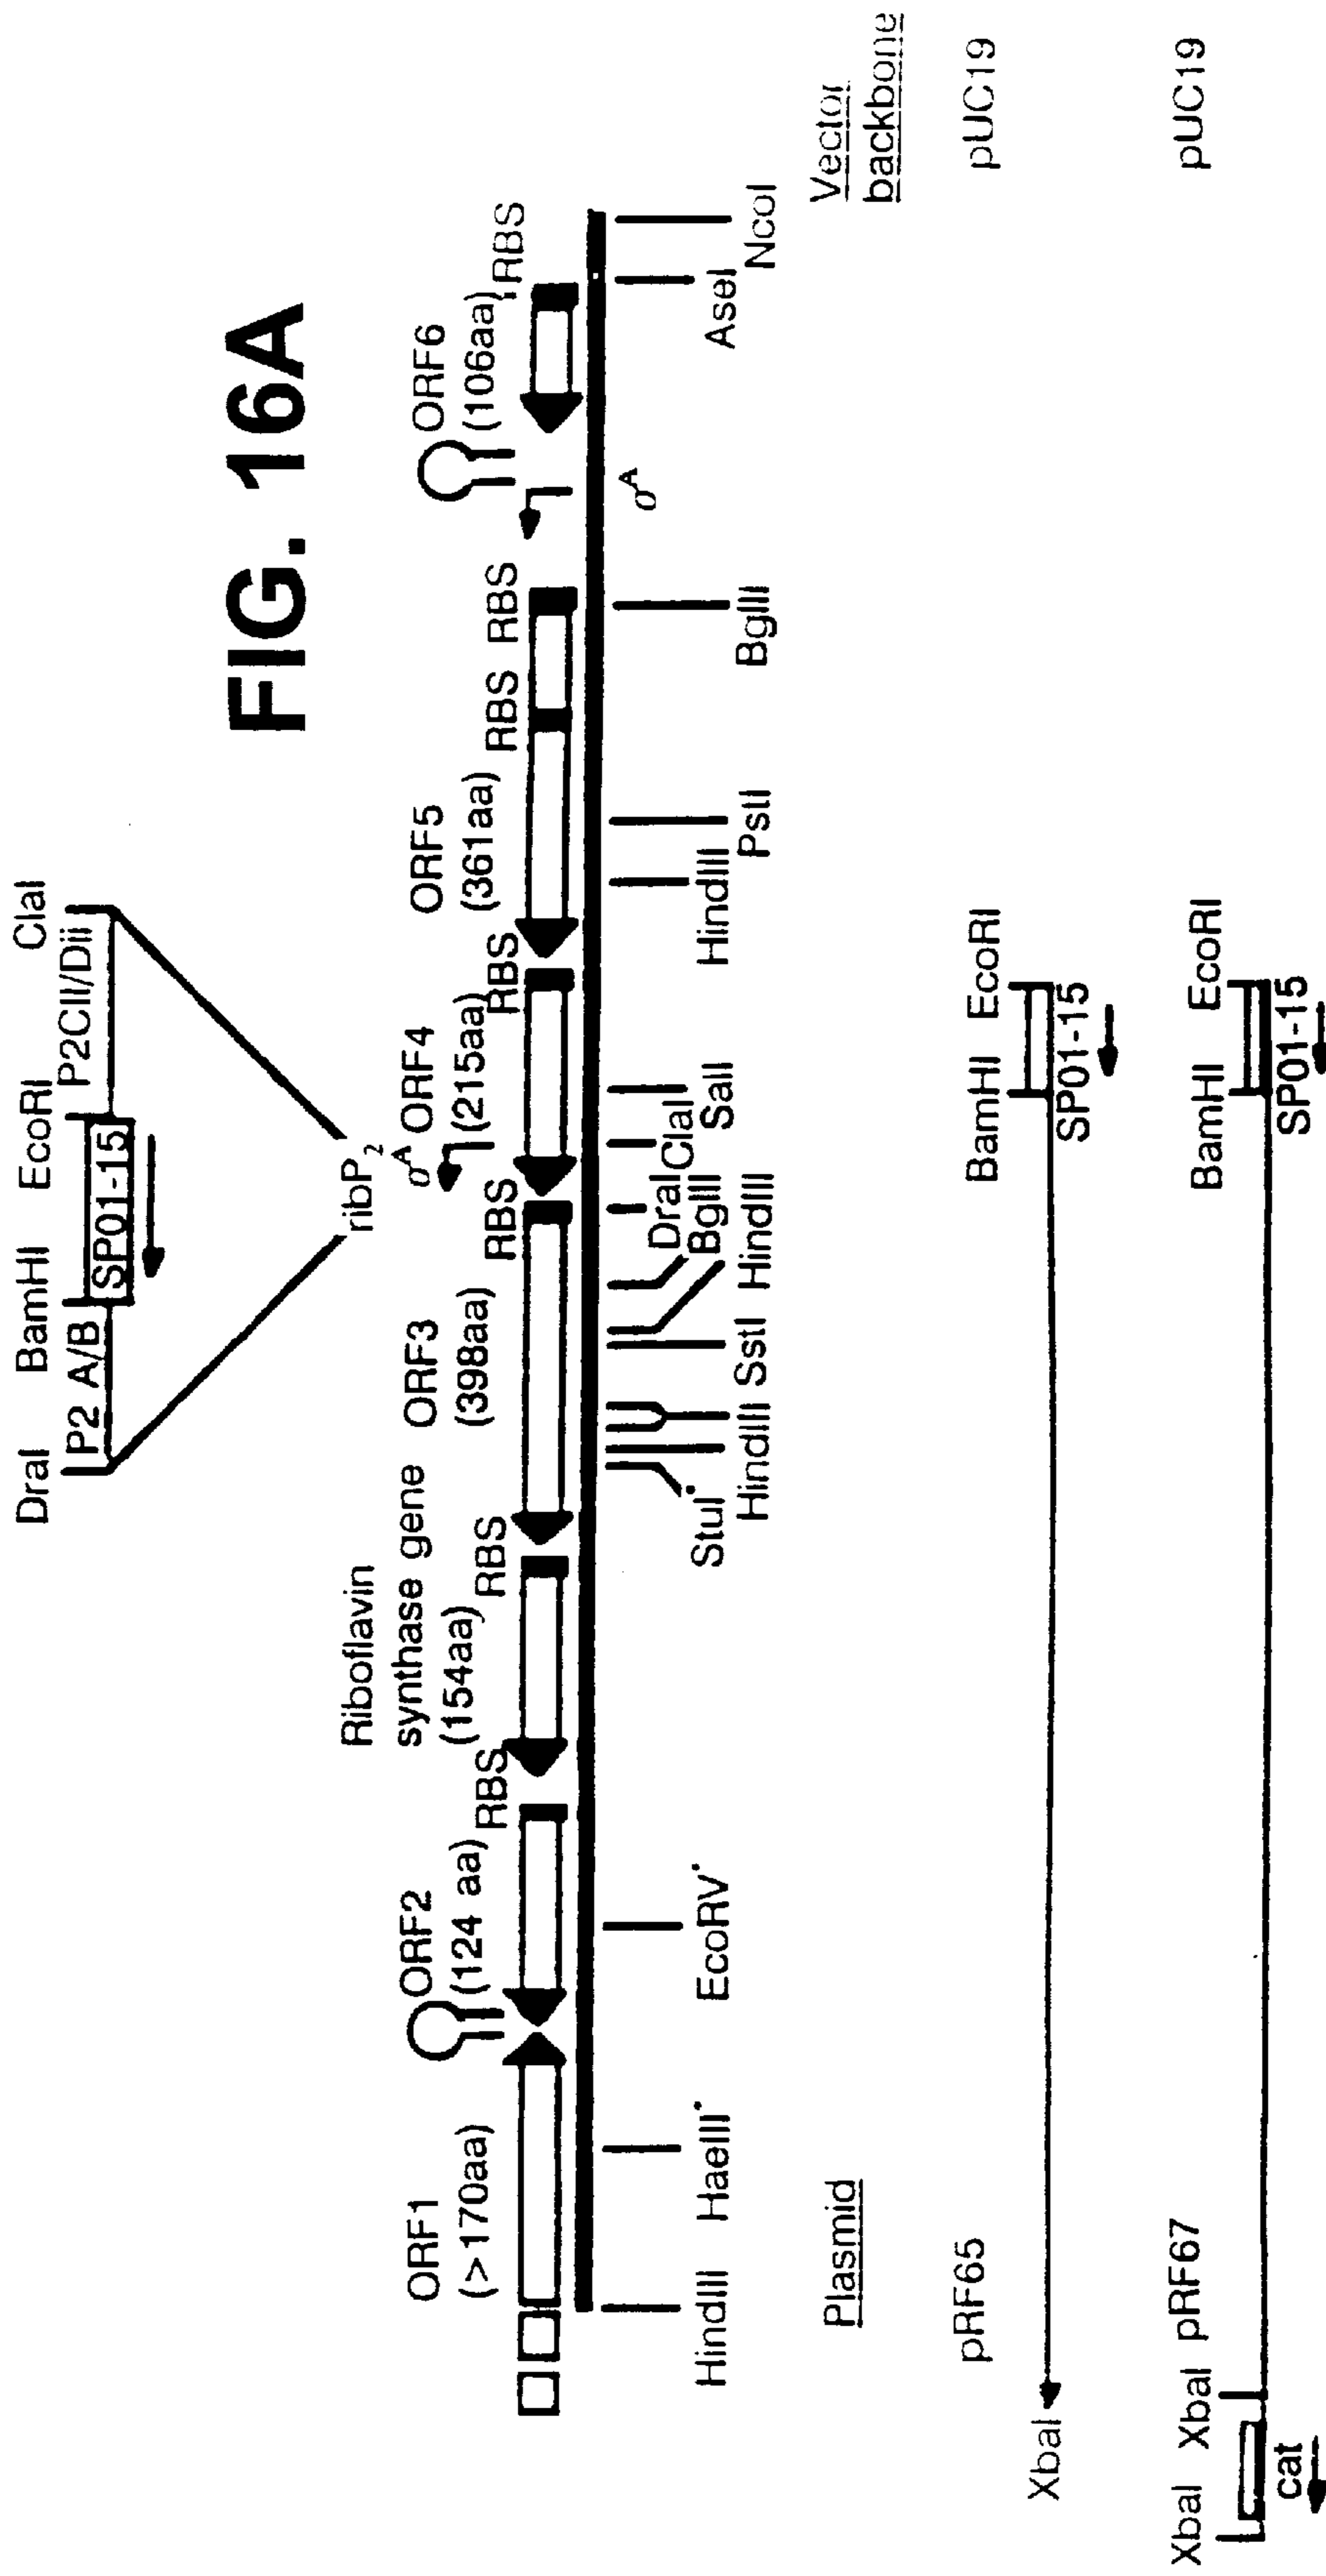 FIG. 16A
DraI BamHI EcoRI ClaI
P2 A/B SP01-15 P2CII/Dii
ribP2
Riboflavin synthase gene (154aa)
ORF1 (>170aa)
ORF2 (124 aa)
ORF3 (398aa)
ORF4 (215aa)
ORF5 (361aa)
ORF6 (106aa)
σA σA
RBS RBS RBS RBS RBS RBS RBS
HindIII HaeIII* EcoRV* StuI* HindIII SstI HindIII BglII DraI ClaI SalI HindIII PstI BglII AseI NcoI
Plasmid
Vector backbone
pRF65
XbaI BamHI EcoRI
SP01-15
pUC19
XbaI XbaI pRF67 BamHI EcoRI
cat SP01-15
pUC19